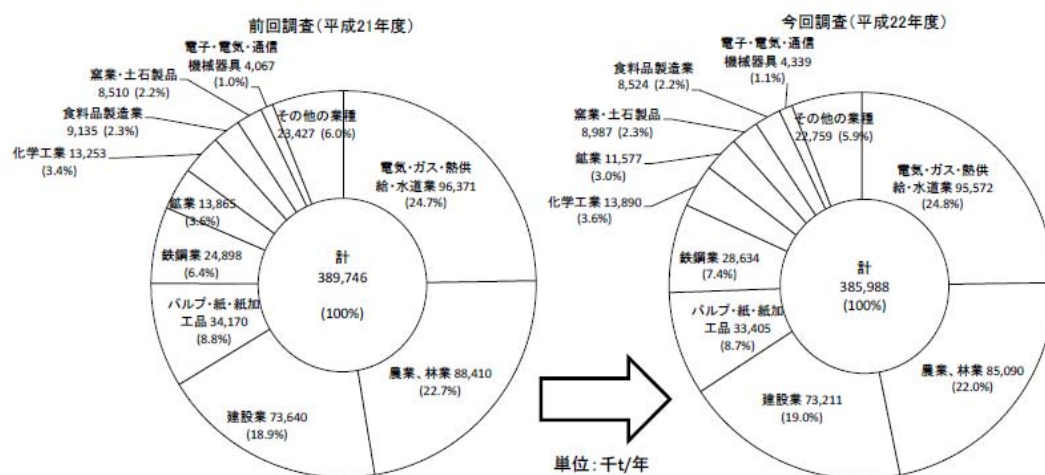 前回調査(平成21年度)
電子・電気・通信
機械器具 4,067
(1.0%)
窯業・土石製品
8,510 (2.2%)
食料品製造業
9,135 (2.3%)
化学工業 13,253
(3.4%)
鉱業 13,865
(3.6%)
鉄鋼業 24,898
(6.4%)
パルプ・紙・紙加
工品 34,170
(8.8%)
建設業 73,640
(18.9%)
農業、林業 88,410
(22.7%)
電気・ガス・熱供
給・水道業 96,371
(24.7%)
その他の業種
23,427 (6.0%)
計
389,746
(100%)
今回調査(平成22年度)
電子・電気・通信
機械器具 4,339
(1.1%)
食料品製造業
8,524 (2.2%)
窯業・土石製品
8,987 (2.3%)
鉱業 11,577
(3.0%)
化学工業 13,890
(3.6%)
鉄鋼業 28,634
(7.4%)
パルプ・紙・紙加
工品 33,405
(8.7%)
建設業 73,211
(19.0%)
農業、林業 85,090
(22.0%)
電気・ガス・熱供
給・水道業 95,572
(24.8%)
その他の業種
22,759 (5.9%)
計
385,988
(100%)
単位:千t/年